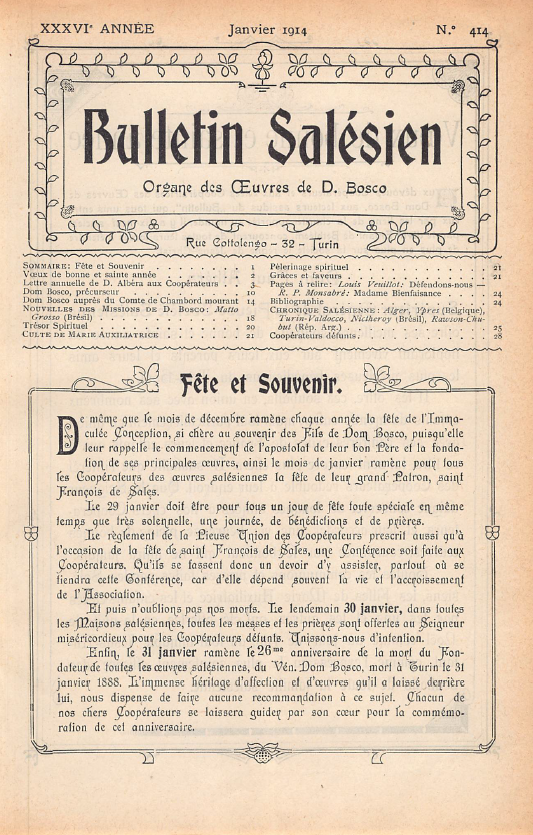 XXXVIᵉ ANNÉE Janvier 1914 N.° 414
Bulletin Salésien
Organe des Œuvres de D. Bosco
Rue Cottolengo - 32 - Turin
SOMMAIRE: Fête et Souvenir . . . . . . . . 1
Vœux de bonne et sainte année . . . . . . . 2
Lettre annuelle de D. Albéra aux Coopérateurs . . 3
Dom Bosco, précurseur . . . . . . . . . 10
Dom Bosco auprès du Comte de Chambord mourant 14
NOUVELLES DES MISSIONS DE D. BOSCO: Matto
Grosso (Brésil) . . . . . . . . . . 18
Trésor Spirituel . . . . . . . . . . 20
CULTE DE MARIE AUXILIATRICE . . . . . . 21
Pèlerinage spirituel . . . . . . . . . . 21
Grâces et faveurs . . . . . . . . . . 21
Pages à relire: Louis Veuillot: Défendons-nous —
R. P. Monsabré: Madame Bienfaisance . . . 24
Bibliographie . . . . . . . . . . . 24
CHRONIQUE SALÉSIENNE: Alger, Ypres (Belgique),
Turin-Valdocco, Nictheroy (Brésil), Rawson-Chu-
but (Rép. Arg.) . . . . . . . . . . 25
Coopérateurs défunts . . . . . . . . . . 28
Fête et Souvenir.
De même que le mois de décembre ramène chaque année la fête de l'Imma-
culée Conception, si chère au souvenir des Fils de Dom Bosco, puisqu'elle
leur rappelle le commencement de l'apostolat de leur bon Père et la fonda-
tion de ses principales œuvres, ainsi le mois de janvier ramène pour tous
les Coopérateurs des œuvres salésiennes la fête de leur grand Patron, saint
François de Sales.
Le 29 janvier doit être pour tous un jour de fête toute spéciale en même
temps que très solennelle, une journée, de bénédictions et de prières.
Le règlement de la Pieuse Union des Coopérateurs prescrit aussi qu'à
l'occasion de la fête de saint François de Sales, une Conférence soit faite aux
Coopérateurs. Qu'ils se fassent donc un devoir d'y assister, partout où se
tiendra cette Conférence, car d'elle dépend souvent la vie et l'accroissement
de l'Association.
Et puis n'oublions pas nos morts. Le lendemain 30 janvier, dans toutes
les Maisons salésiennes, toutes les messes et les prières sont offertes au Seigneur
miséricordieux pour les Coopérateurs défunts. Unissons-nous d'intention.
Enfin, le 31 janvier ramène le 26ᵐᵉ anniversaire de la mort du Fon-
dateur de toutes les œuvres salésiennes, du Vén. Dom Bosco, mort à Turin le 31
janvier 1888. L'immense héritage d'affection et d'œuvres qu'il a laissé derrière
lui, nous dispense de faire aucune recommandation à ce sujet. Chacun de
nos chers Coopérateurs se laissera guider par son cœur pour la commémo-
ration de cet anniversaire.